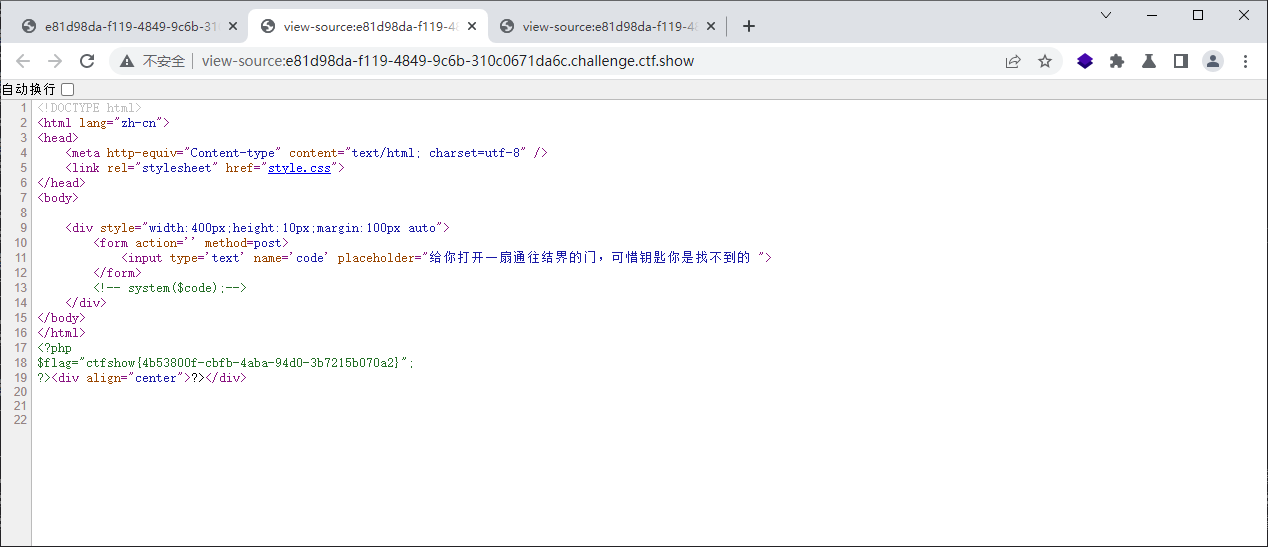 e81d98da-f119-4849-9c6b-310
view-source:e81d98da-f119-48
view-source:e81d98da-f119-48
不安全
view-source:e81d98da-f119-4849-9c6b-310c0671da6c.challenge.ctf.show
自动换行
1 <!DOCTYPE html>
2 <html lang="zh-cn">
3 <head>
4 <meta http-equiv="Content-type" content="text/html; charset=utf-8" />
5 <link rel="stylesheet" href="style.css">
6 </head>
7 <body>
8
9 <div style="width:400px;height:10px;margin:100px auto">
10 <form action='' method=post>
11 <input type='text' name='code' placeholder="给你打开一扇通往结界的门，可惜钥匙你是找不到的 ">
12 </form>
13 <!-- system($code);-->
14 </div>
15 </body>
16 </html>
17 <?php
18 $flag="ctfshow{4b53800f-cbfb-4aba-94d0-3b7215b070a2}";
19 ?><div align="center">?></div>
20
21
22